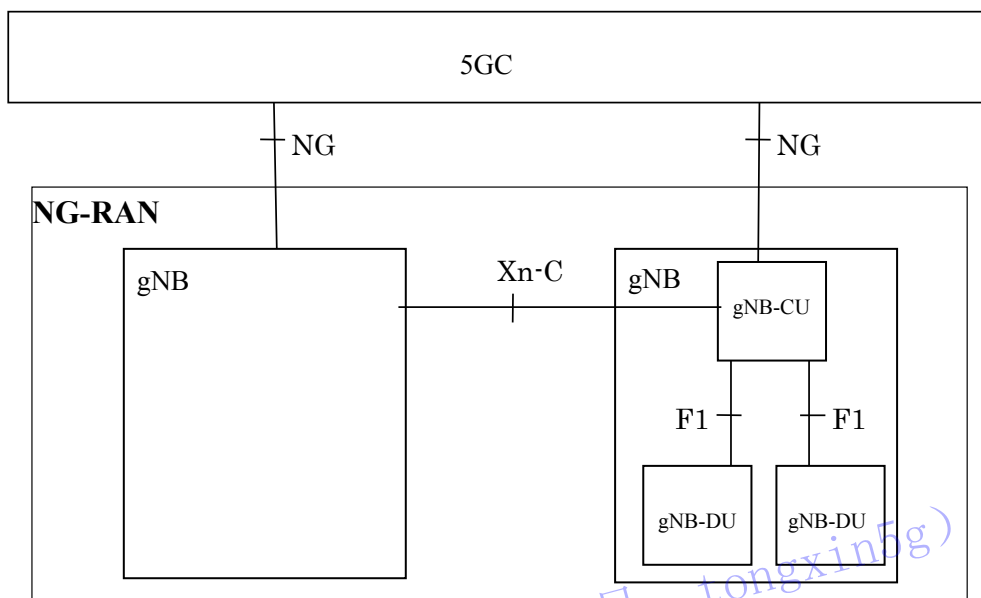 5GC
NG
NG
NG-RAN
gNB
Xn-C
gNB
gNB-CU
F1
F1
gNB-DU
gNB-DU
tongxin5g)